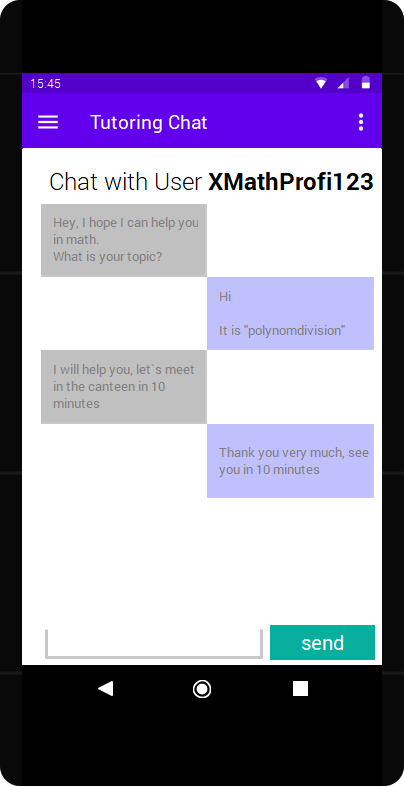 15:45
Tutoring Chat
Chat with User XMathProfi123
Hey, I hope I can help you
in math.
What is your topic?
Hi
It is "polynomdivision"
I will help you, let`s meet
in the canteen in 10
minutes
Thank you very much, see
you in 10 minutes
send